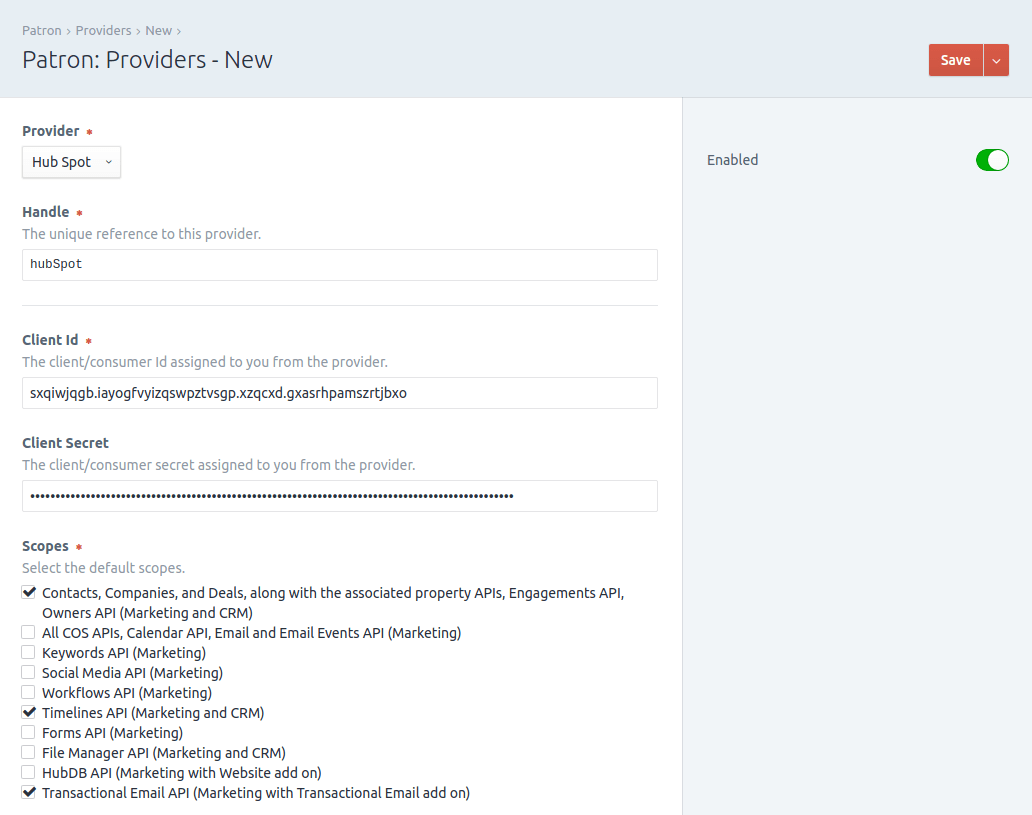 Patron › Providers › New ›
Patron: Providers - New
Save
Provider *
Hub Spot
Enabled
Handle *
The unique reference to this provider.
hubSpot
Client Id *
The client/consumer Id assigned to you from the provider.
sxqiwjqgb.iayogfvyizqswpztvsgp.xzqcxd.gxasrhpamszrtjbxo
Client Secret
The client/consumer secret assigned to you from the provider.
Scopes *
Select the default scopes.
Contacts, Companies, and Deals, along with the associated property APIs, Engagements API,
Owners API (Marketing and CRM)
All COS APIs, Calendar API, Email and Email Events API (Marketing)
Keywords API (Marketing)
Social Media API (Marketing)
Workflows API (Marketing)
Timelines API (Marketing and CRM)
Forms API (Marketing)
File Manager API (Marketing and CRM)
HubDB API (Marketing with Website add on)
Transactional Email API (Marketing with Transactional Email add on)